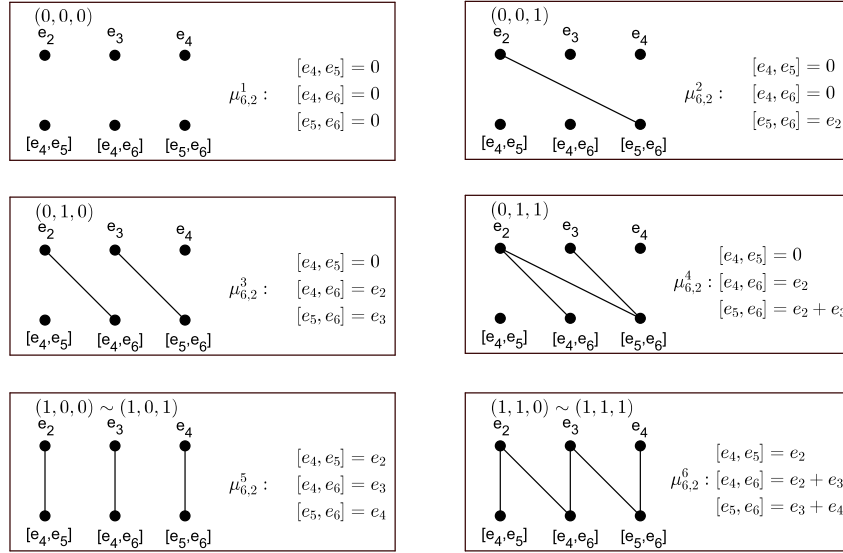 (0, 0, 0)
e2 e3 e4
[e4,e5] [e4,e6] [e5,e6]
μ^1_{6,2} :
[e4, e5] = 0
[e4, e6] = 0
[e5, e6] = 0
(0, 0, 1)
e2 e3 e4
[e4,e5] [e4,e6] [e5,e6]
μ^2_{6,2} :
[e4, e5] = 0
[e4, e6] = 0
[e5, e6] = e2
(0, 1, 0)
e2 e3 e4
[e4,e5] [e4,e6] [e5,e6]
μ^3_{6,2} :
[e4, e5] = 0
[e4, e6] = e2
[e5, e6] = e3
(0, 1, 1)
e2 e3 e4
[e4,e5] [e4,e6] [e5,e6]
[e4, e5] = 0
μ^4_{6,2} : [e4, e6] = e2
[e5, e6] = e2 + e3
(1, 0, 0) ∼ (1, 0, 1)
e2 e3 e4
[e4,e5] [e4,e6] [e5,e6]
μ^5_{6,2} :
[e4, e5] = e2
[e4, e6] = e3
[e5, e6] = e4
(1, 1, 0) ∼ (1, 1, 1)
e2 e3 e4
[e4,e5] [e4,e6] [e5,e6]
[e4, e5] = e2
μ^6_{6,2} : [e4, e6] = e2 + e3
[e5, e6] = e3 + e4